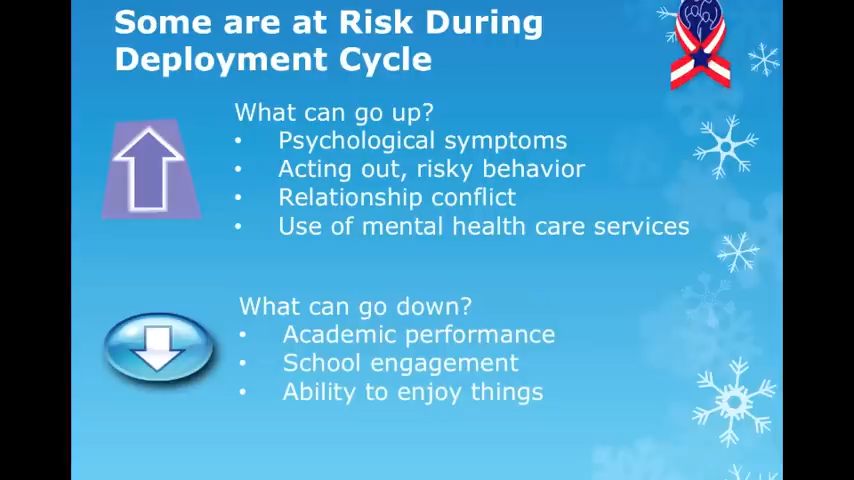 Some are at Risk During
Deployment Cycle
What can go up?
• Psychological symptoms
• Acting out, risky behavior
• Relationship conflict
• Use of mental health care services
What can go down?
• Academic performance
• School engagement
• Ability to enjoy things